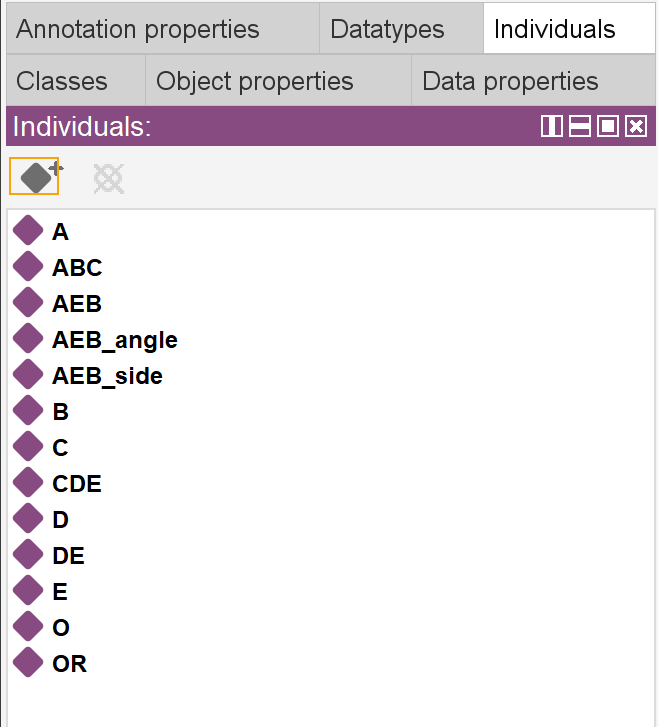 Annotation properties Datatypes Individuals
Classes Object properties Data properties
Individuals:
A
ABC
AEB
AEB_angle
AEB_side
B
C
CDE
D
DE
E
O
OR